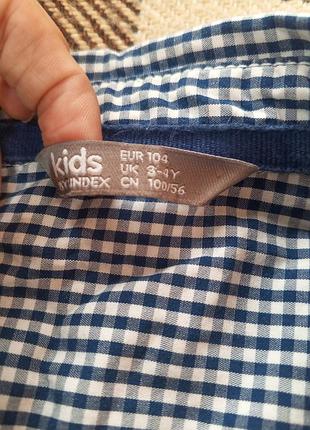 kids
BY INDEX
EUR 104
UK 3-4Y
CN 100/56